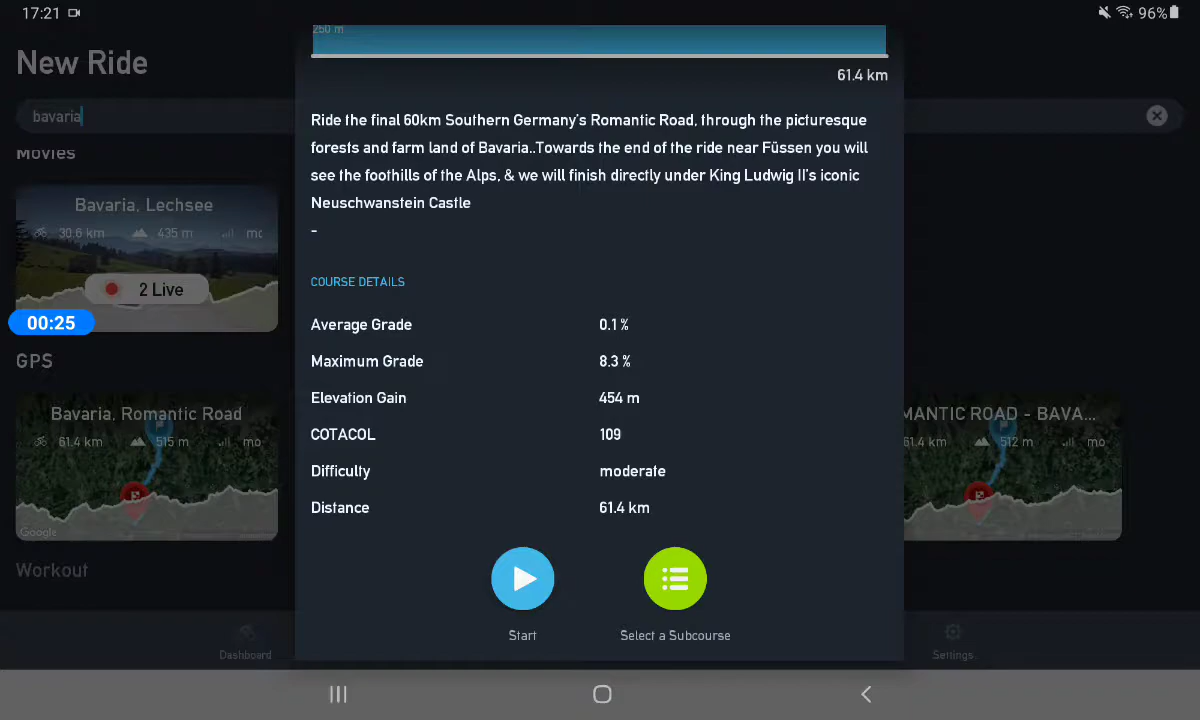 17:21
96%
New Ride
bavaria
Movies
Bavaria, Lechsee
30.6 km 435 m mo
2 Live
00:25
GPS
Bavaria, Romantic Road
61.4 km 515 m mo
Google
Workout
Dashboard
250 m
61.4 km
Ride the final 60km Southern Germany's Romantic Road, through the picturesque
forests and farm land of Bavaria..Towards the end of the ride near Füssen you will
see the foothills of the Alps, & we will finish directly under King Ludwig II's iconic
Neuschwanstein Castle
-
COURSE DETAILS
Average Grade 0.1 %
Maximum Grade 8.3 %
Elevation Gain 454 m
COTACOL 109
Difficulty moderate
Distance 61.4 km
Start
Select a Subcourse
MANTIC ROAD - BAVA...
61.4 km 512 m mo
Settings